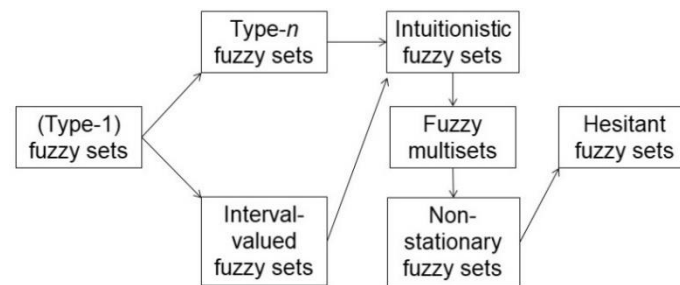 Type-n
fuzzy sets
Intuitionistic
fuzzy sets
(Type-1)
fuzzy sets
Fuzzy
multisets
Hesitant
fuzzy sets
Interval-
valued
fuzzy sets
Non-
stationary
fuzzy sets